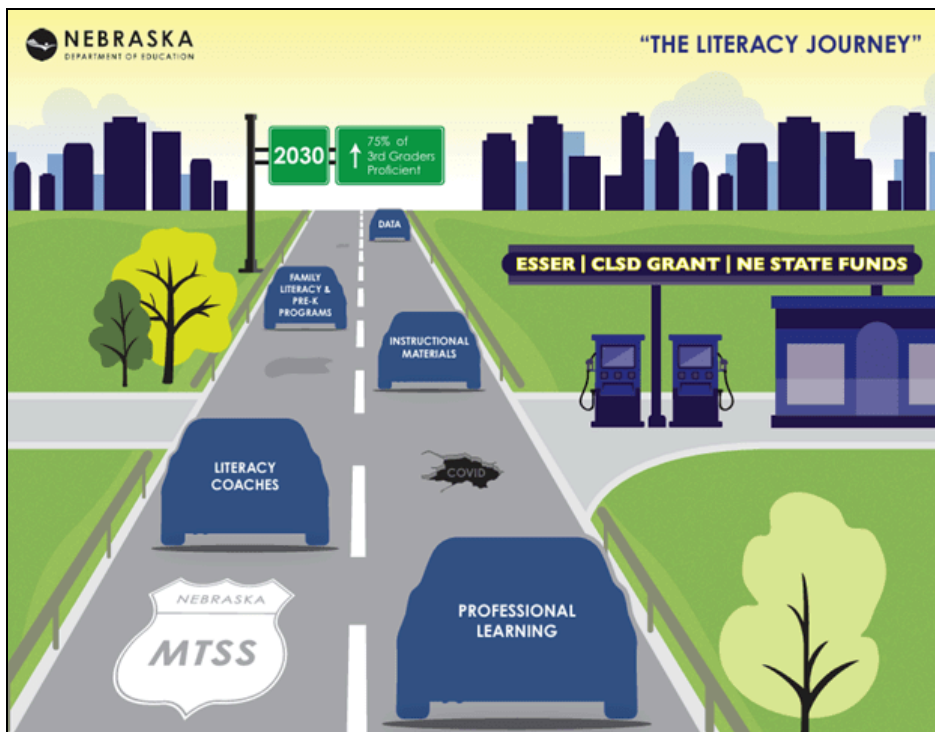 NEBRASKA
DEPARTMENT OF EDUCATION
“THE LITERACY JOURNEY”
2030
75% of
3rd Graders
Proficient
DATA
ESSER | CLSD GRANT | NE STATE FUNDS
FAMILY
LITERACY &
PRE-K
PROGRAMS
INSTRUCTIONAL
MATERIALS
LITERACY
COACHES
COVID
NEBRASKA
MTSS
PROFESSIONAL
LEARNING